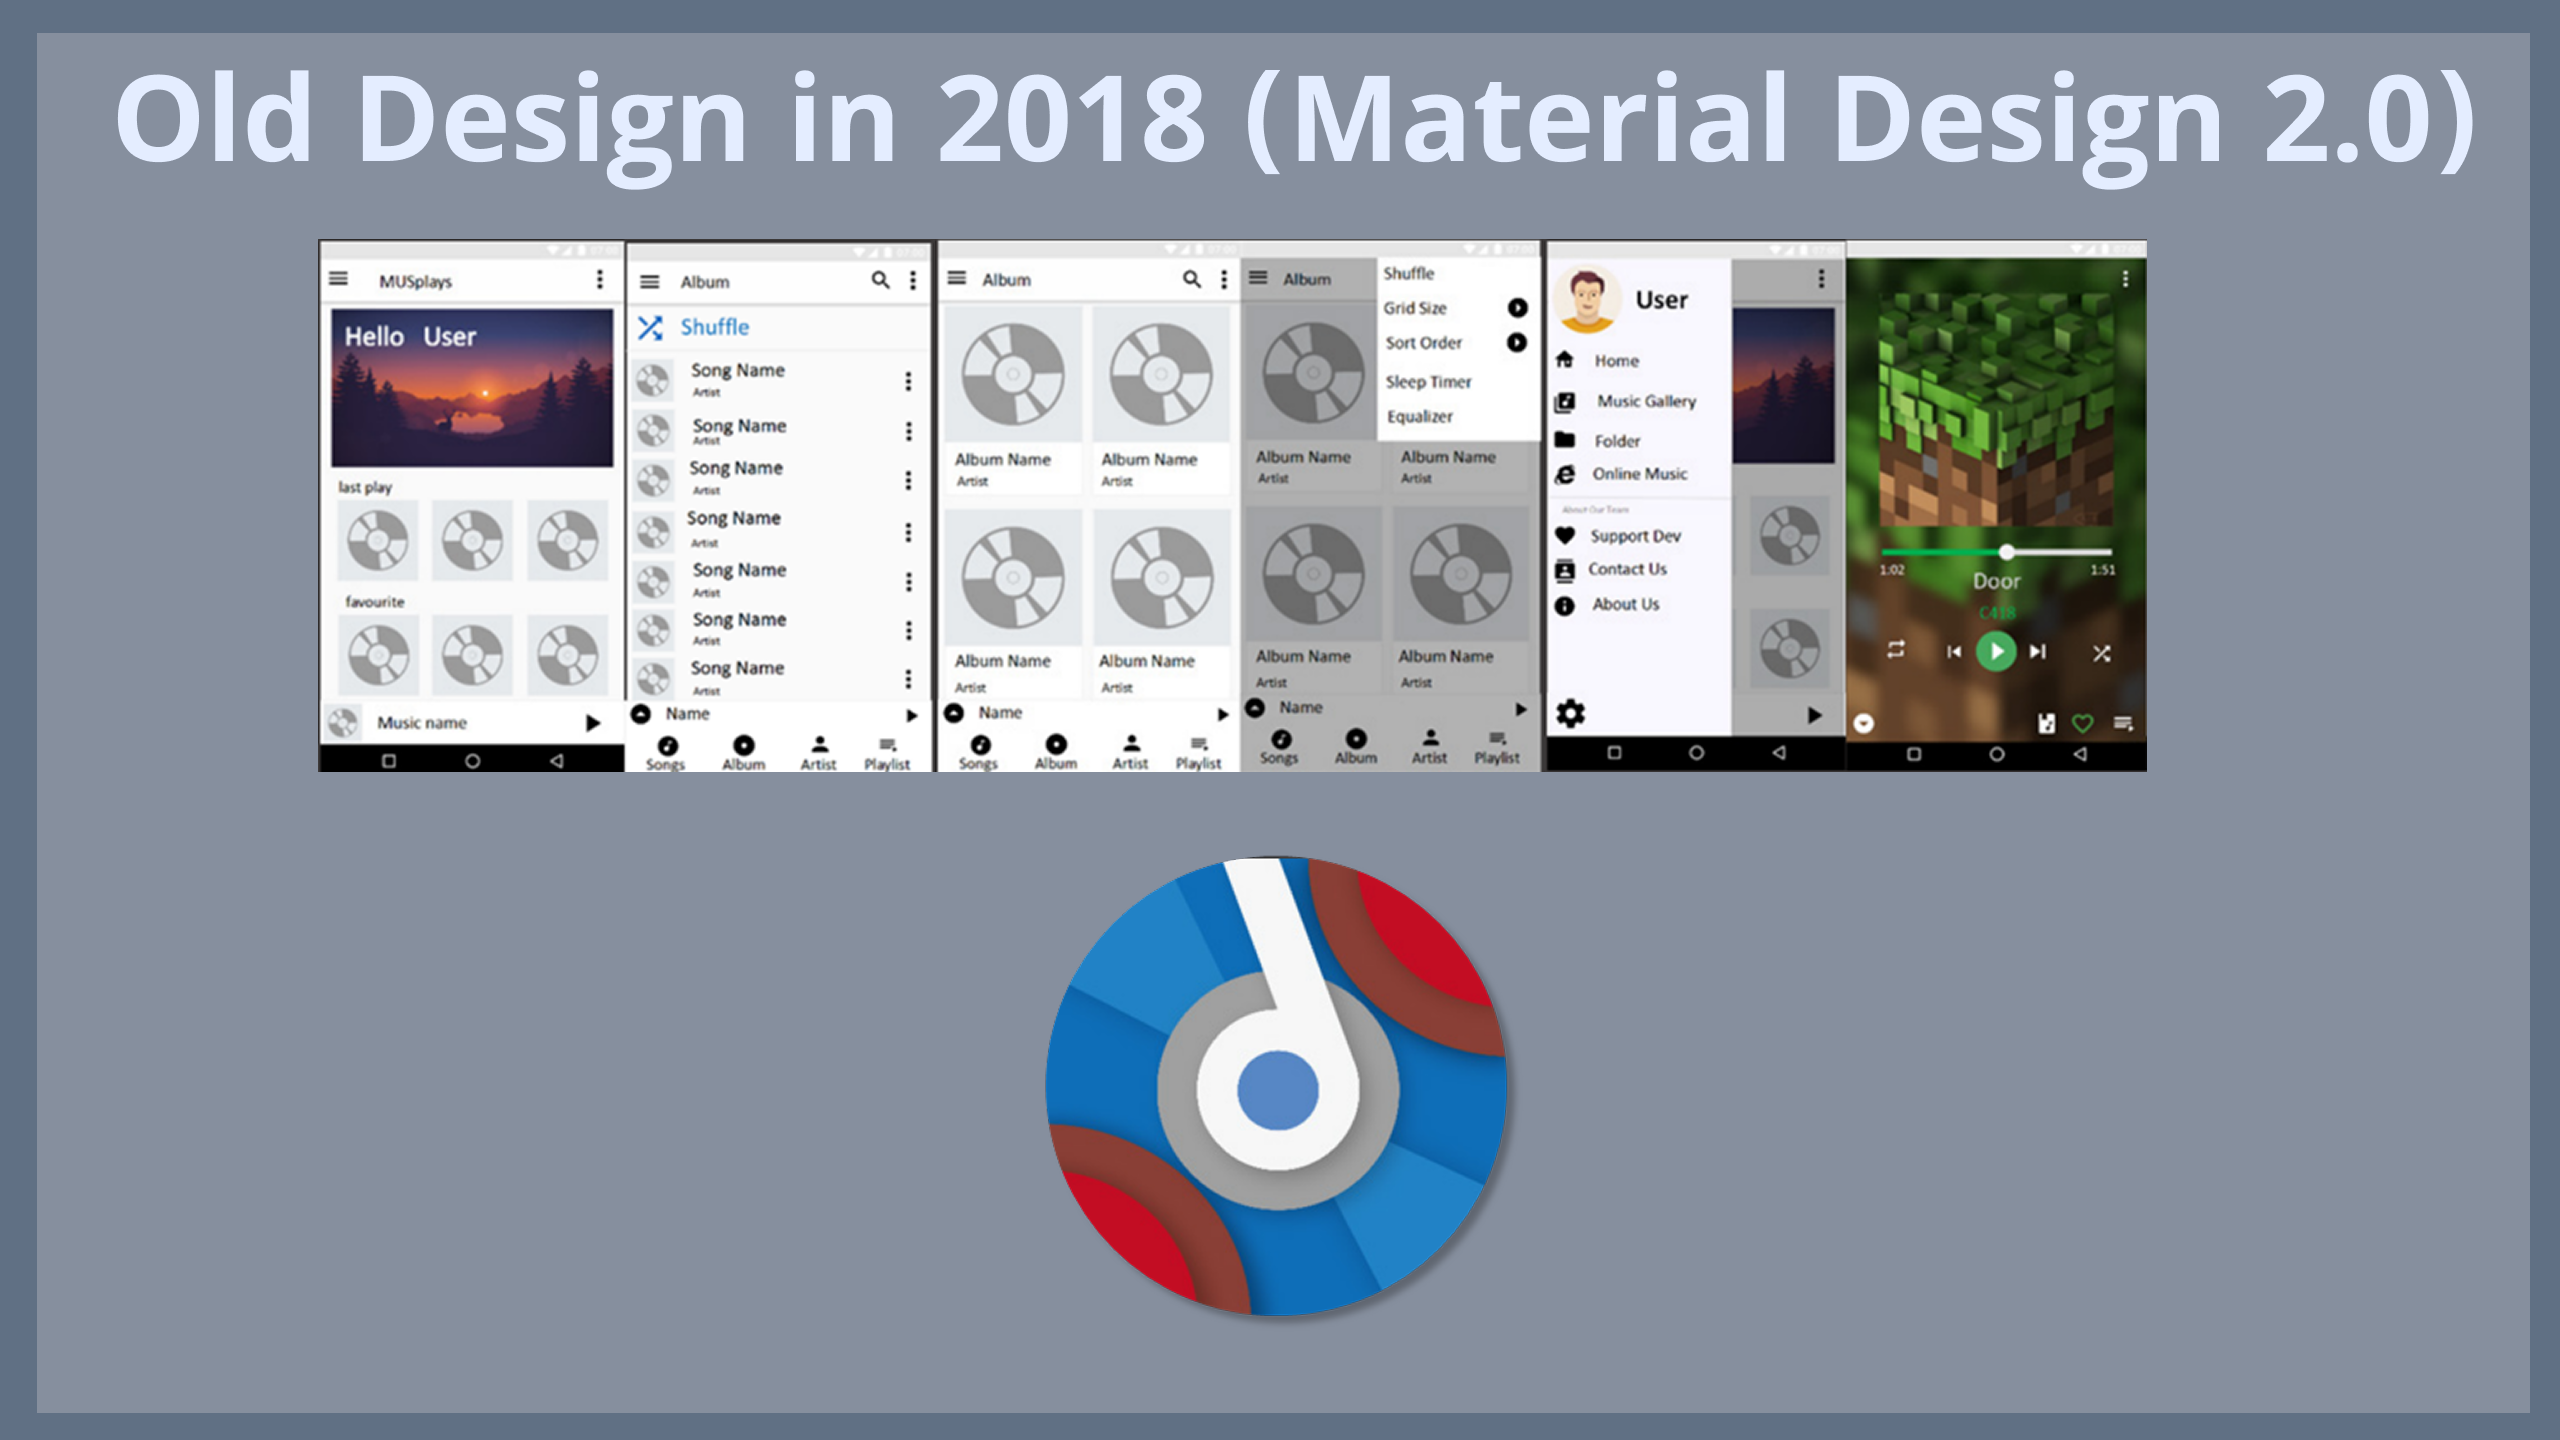 Old Design in 2018 (Material Design 2.0)
MUSplays
Hello User
last play
favourite
Music name
Album
Shuffle
Song Name
Artist
Song Name
Artist
Song Name
Artist
Song Name
Artist
Song Name
Artist
Song Name
Artist
Song Name
Artist
Name
Songs Album Artist Playlist
Album
Album Name Album Name
Artist Artist
Album Name Album Name
Artist Artist
Name
Songs Album Artist Playlist
Album
Shuffle
Grid Size
Sort Order
Sleep Timer
Equalizer
Album Name Album Name
Artist Artist
Album Name Album Name
Artist Artist
Name
Songs Album Artist Playlist
User
Home
Music Gallery
Folder
Online Music
About Our Team
Support Dev
Contact Us
About Us
1:02 1:51
Door
C418